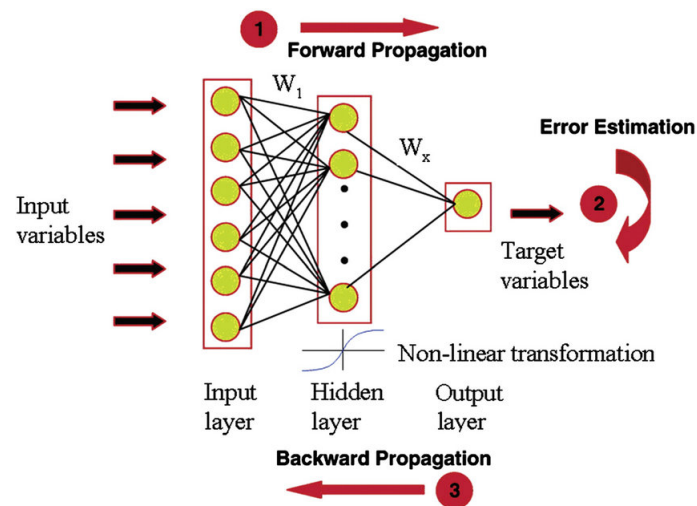 1
Forward Propagation
W1
Wx
Error Estimation
2
Input
variables
Target
variables
Non-linear transformation
Input
layer
Hidden
layer
Output
layer
Backward Propagation
3